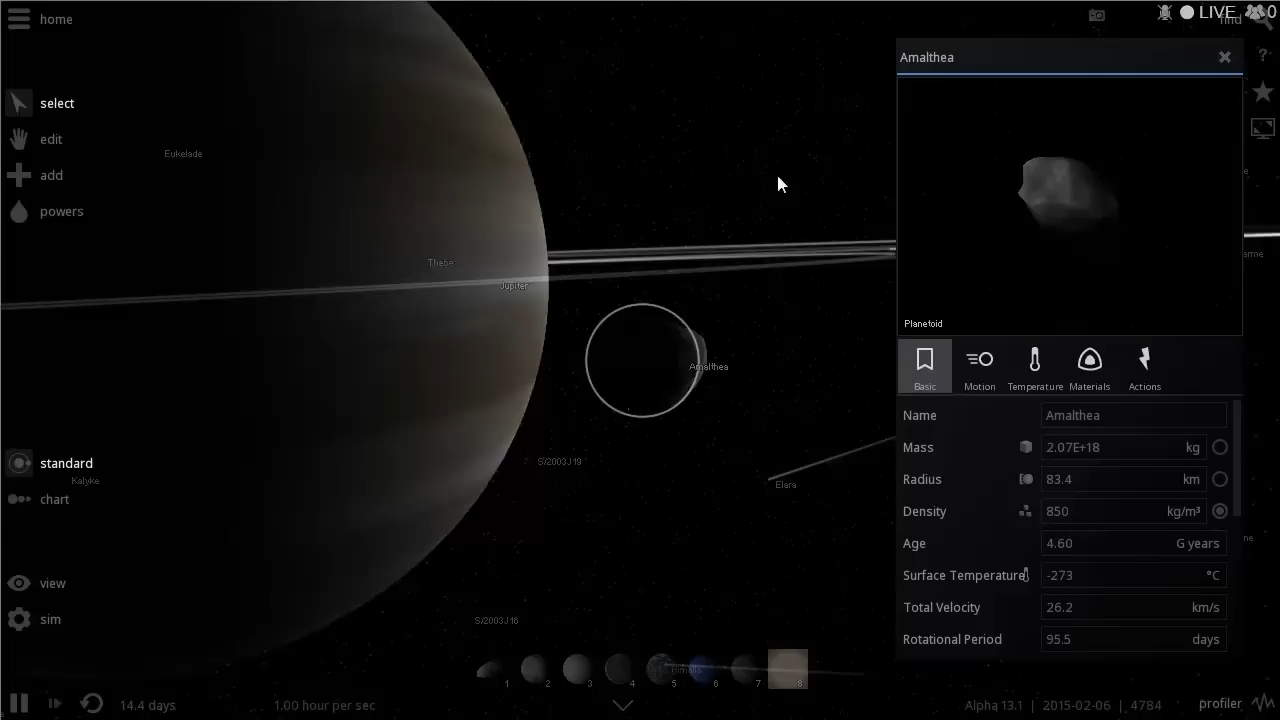 home
LIVE 0
find
Amalthea
select
edit
Eukelade
add
powers
Thebe
Jupiter
Planetoid
Amalthea
Basic Motion Temperature Materials Actions
Name Amalthea
Mass 2.07E+18 kg
standard
S/2003J19
Kalyke
Radius 83.4 km
Elara
chart
Density 850 kg/m³
Age 4.60 G years
view
Surface Temperature -273 °C
sim
S/2003J16
Total Velocity 26.2 km/s
Rotational Period 95.5 days
Himalia
1 2 3 4 5 6 7 8
14.4 days
1.00 hour per sec
Alpha 13.1 | 2015-02-06 | 4784
profiler